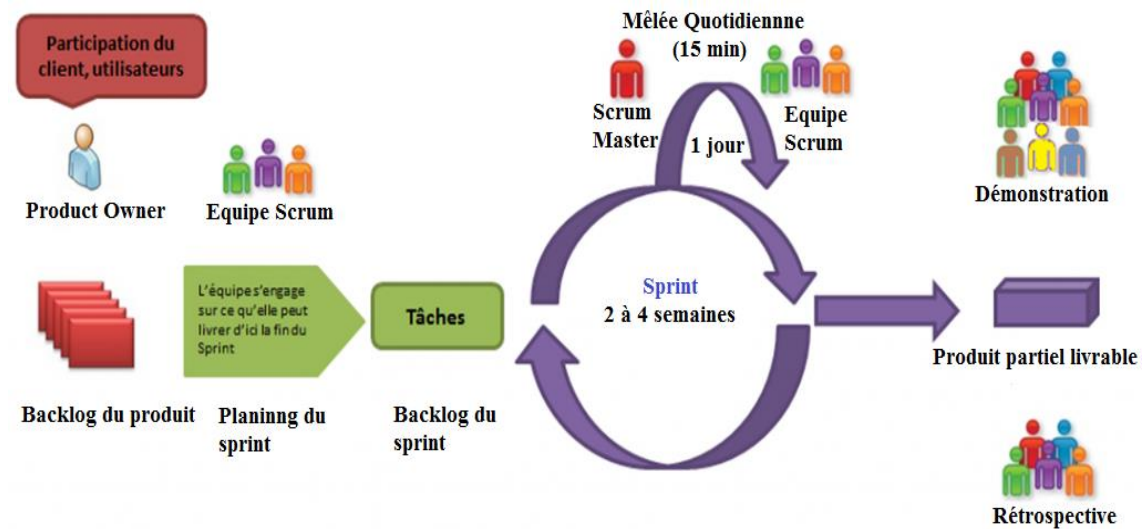 Participation du
client, utilisateurs
Product Owner
Equipe Scrum
Mêlée Quotidiennne
(15 min)
Scrum
Master
1 jour
Equipe
Scrum
Démonstration
L'équipe s'engage
sur ce qu'elle peut
livrer d'ici la fin du
Sprint
Tâches
Sprint
2 à 4 semaines
Produit partiel livrable
Backlog du produit
Planinng du
sprint
Backlog du
sprint
Rétrospective